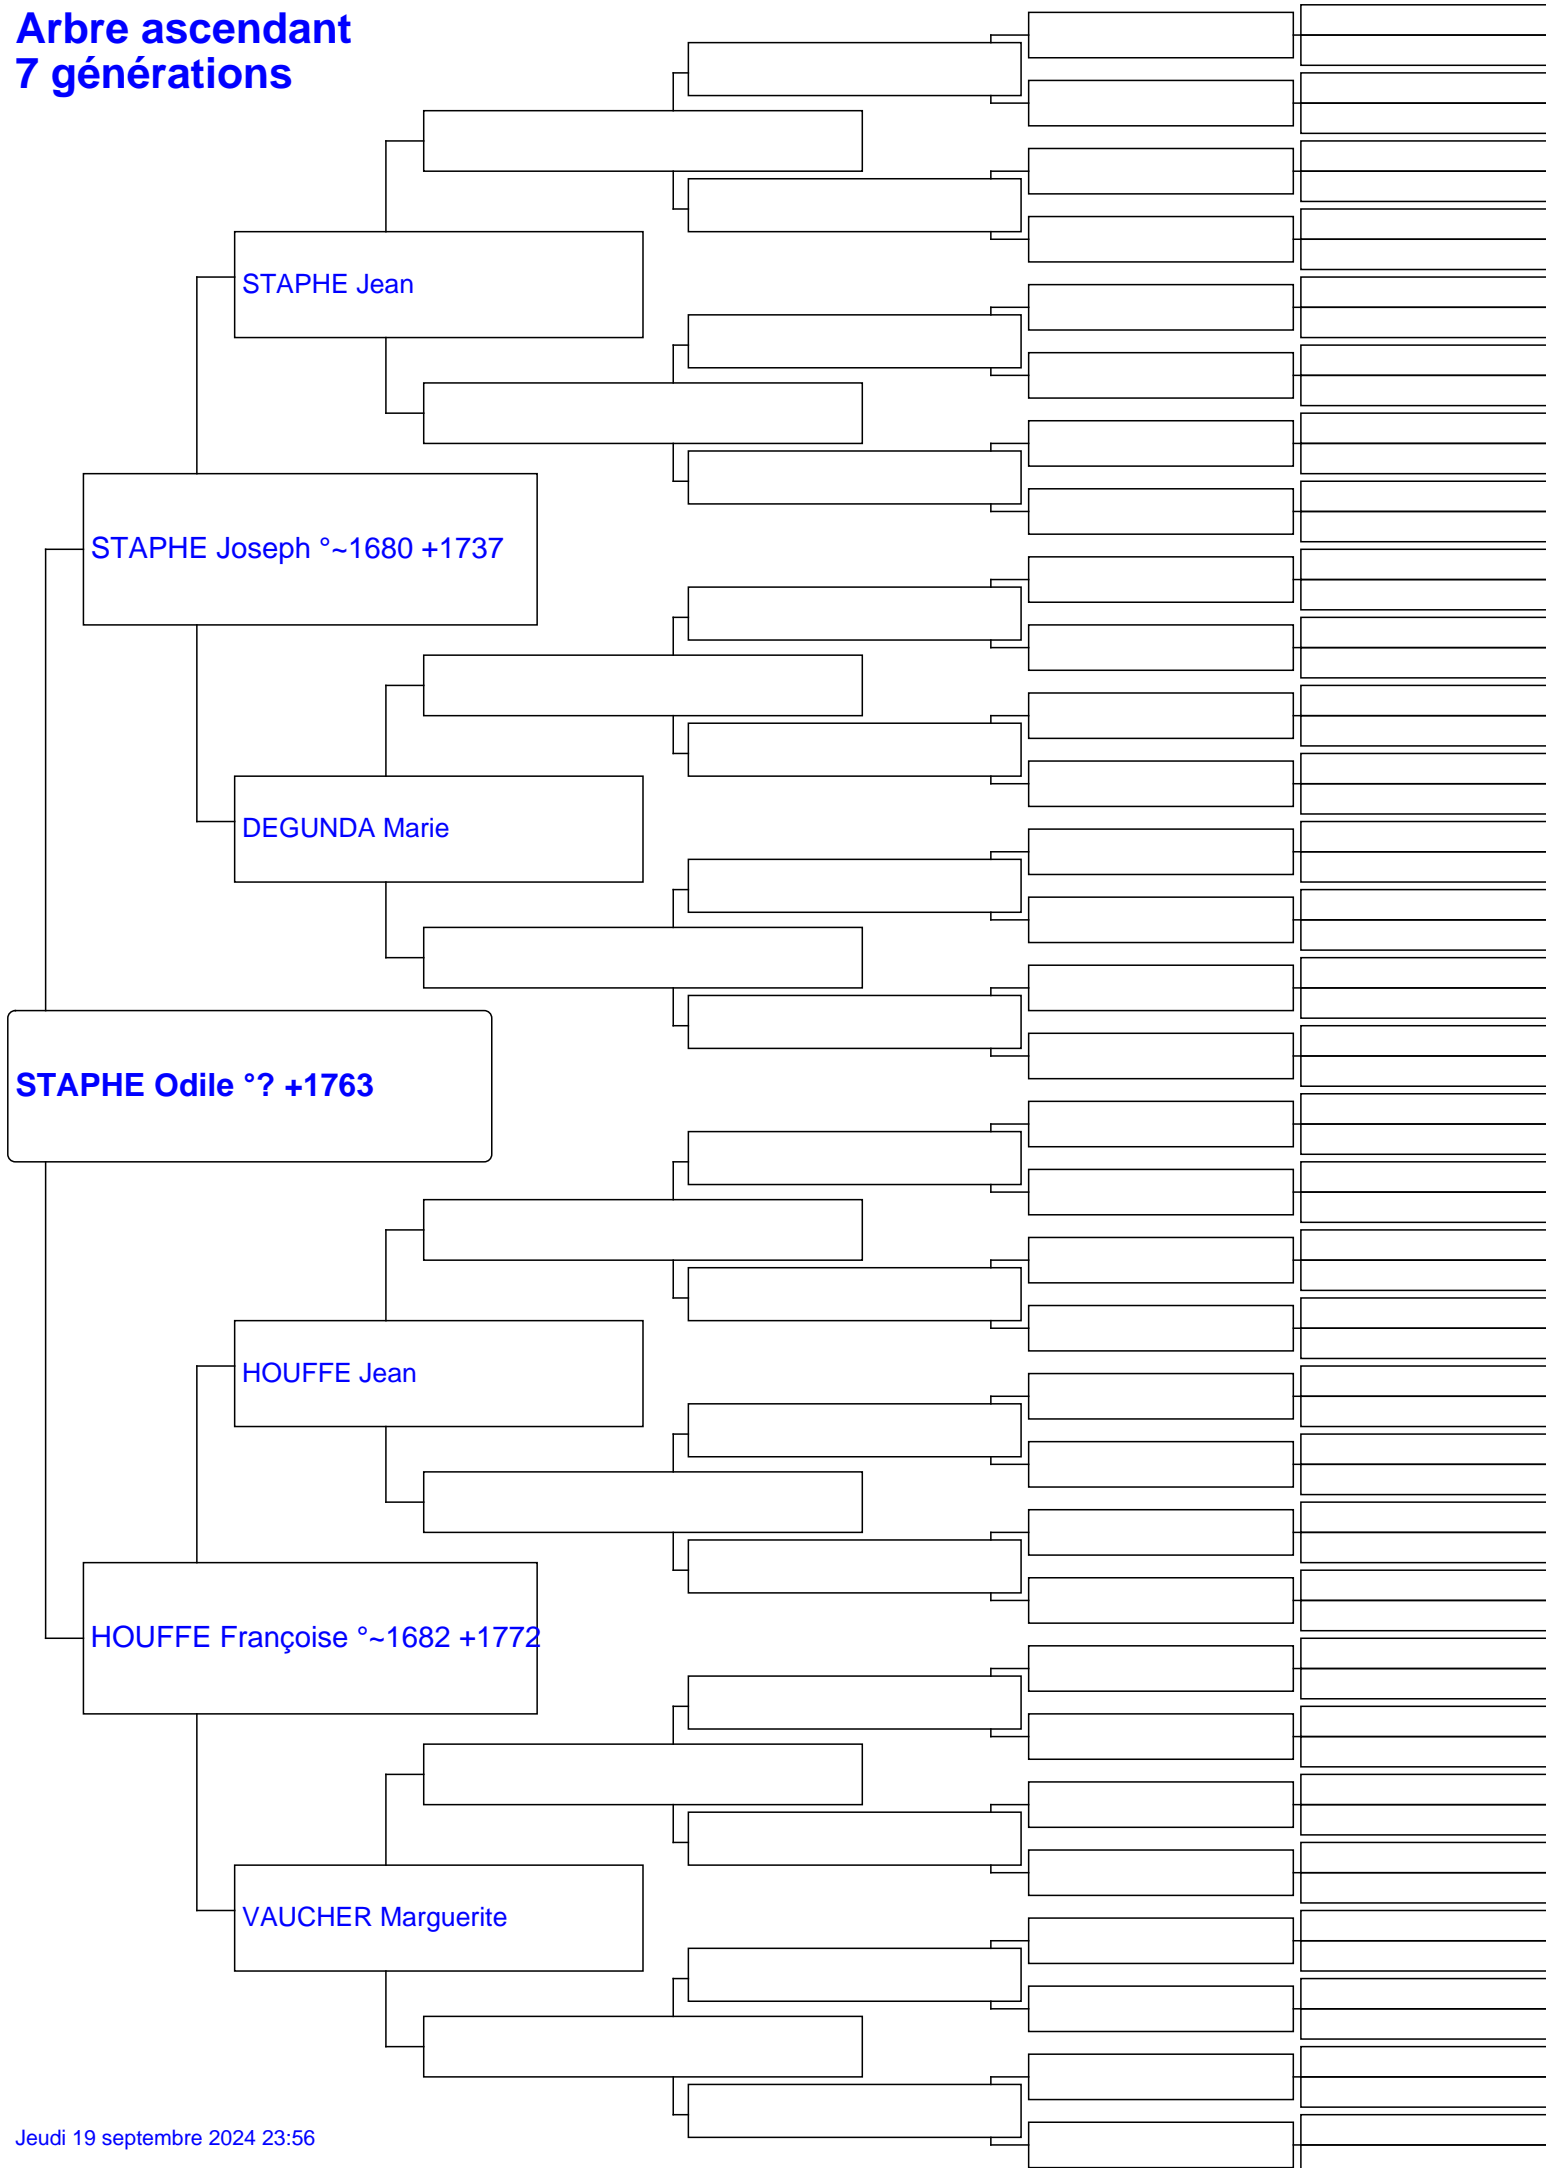 Arbre ascendant
7 générations
STAPHE Jean
STAPHE Joseph °~1680 +1737
DEGUNDA Marie
STAPHE Odile °? +1763
HOUFFE Jean
HOUFFE Françoise °~1682 +1772
VAUCHER Marguerite
Jeudi 19 septembre 2024 23:56